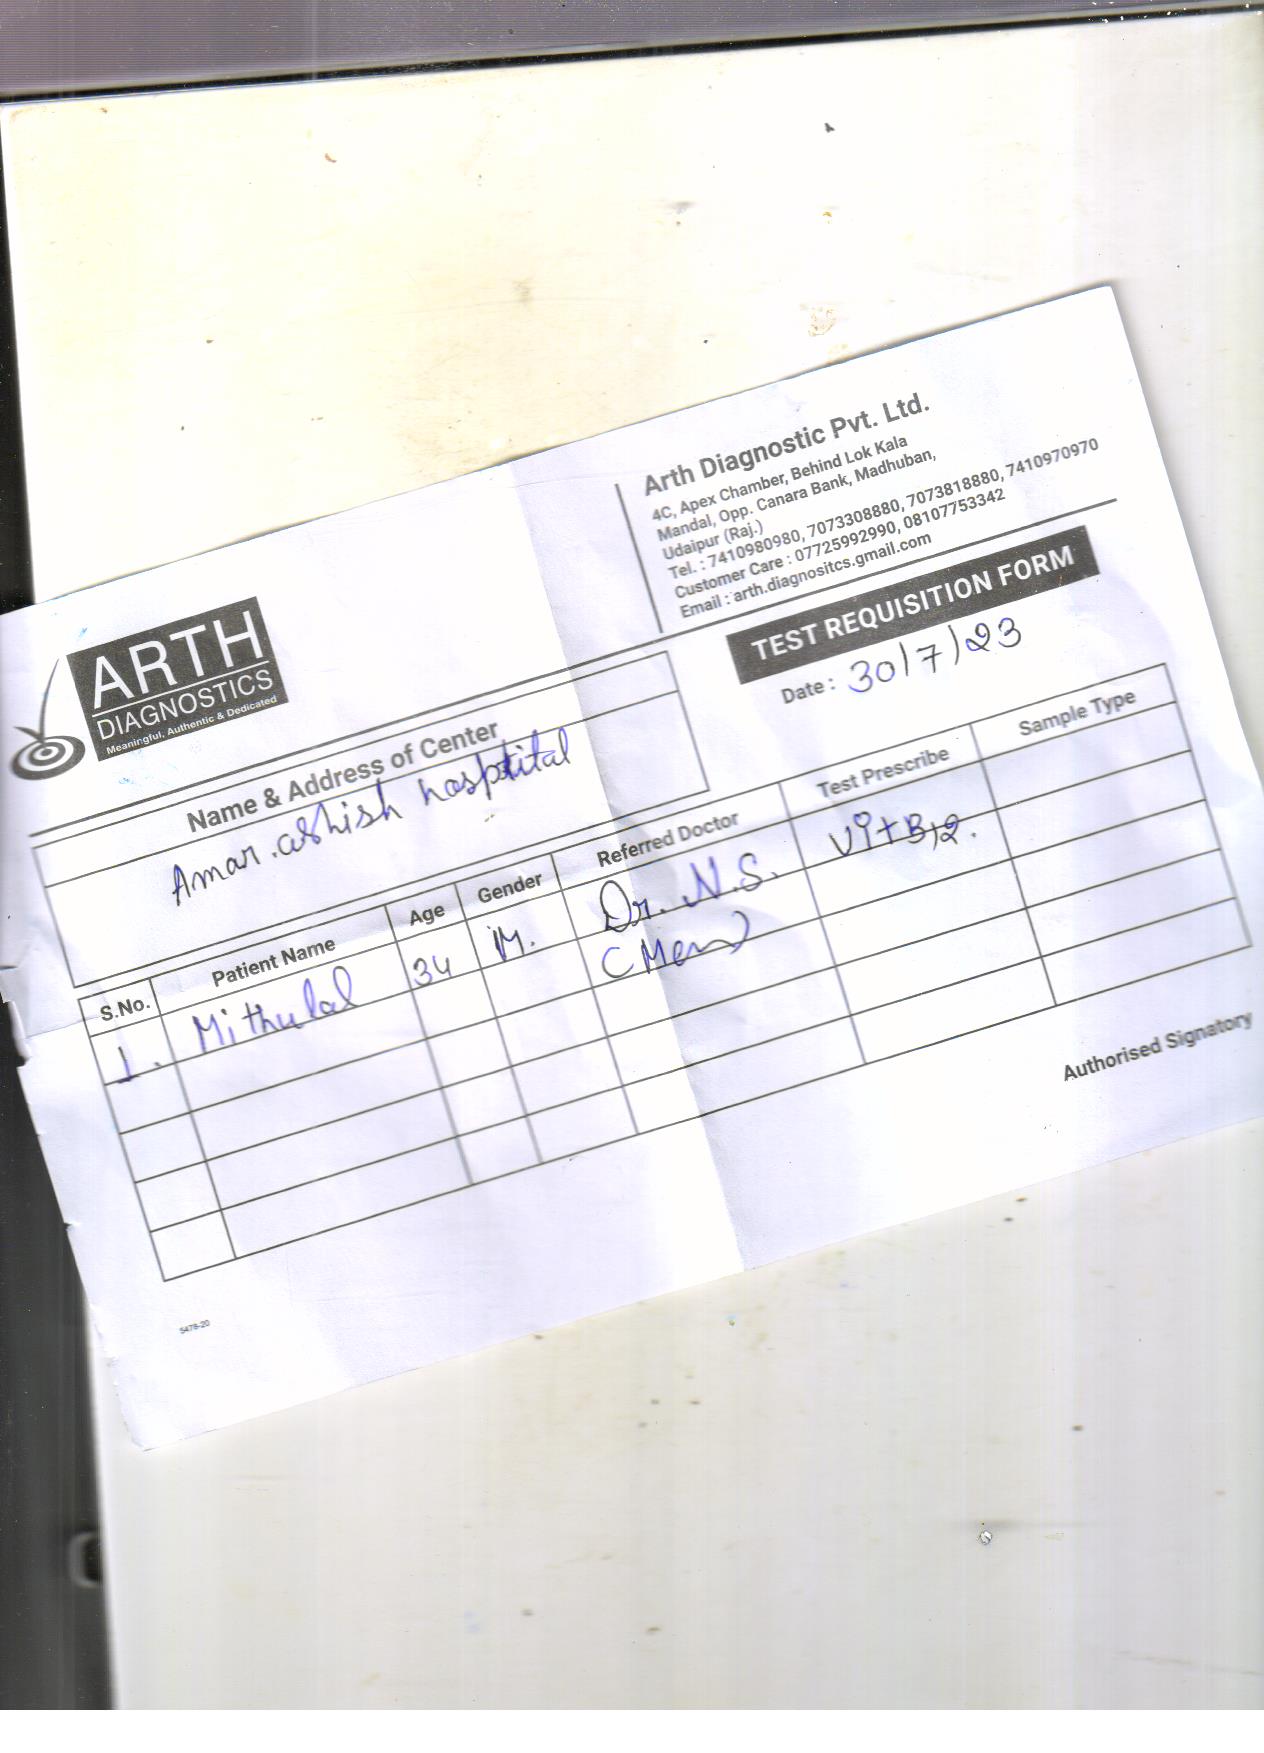 ARTH
DIAGNOSTICS
Meaningful, Authentic & Dedicated
Arth Diagnostic Pvt. Ltd.
4C, Apex Chamber, Behind Lok Kala
Mandal, Opp. Canara Bank, Madhuban,
Udaipur (Raj.)
Tel. : 7410980980, 7073308880, 7073818880, 7410970970
Customer Care : 07725992990, 08107753342
Email : arth.diagnositcs.gmail.com
TEST REQUISITION FORM
Date : 30/7/23
Name & Address of Center
Amar ashish hospital
S.No. Patient Name Age Gender Referred Doctor Test Prescribe Sample Type
1. Mithulal 34 M. Dr. N.S. Vit B12.
Authorised Signatory
5478-20